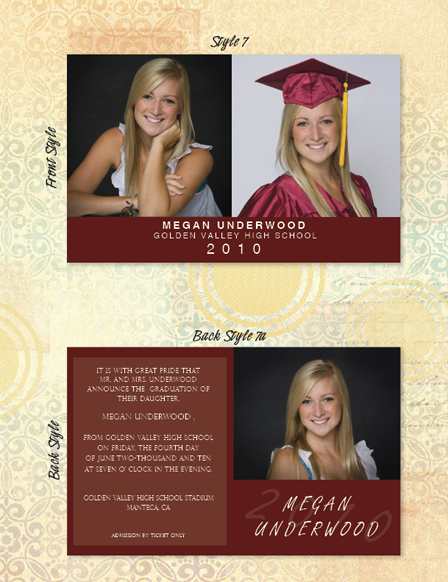 Style 7
Front Style
MEGAN UNDERWOOD
GOLDEN VALLEY HIGH SCHOOL
2010
Back Style 7a
Back Style
IT IS WITH GREAT PRIDE THAT
MR. AND MRS. UNDERWOOD
ANNOUNCE THE GRADUATION OF
THEIR DAUGHTER,
MEGAN UNDERWOOD ,
FROM GOLDEN VALLEY HIGH SCHOOL
ON FRIDAY, THE FOURTH DAY
OF JUNE TWO-THOUSAND AND TEN
AT SEVEN O' CLOCK IN THE EVENING.
GOLDEN VALLEY HIGH SCHOOL STADIUM
MANTECA, CA
ADMISSION BY TICKET ONLY
2010
MEGAN
UNDERWOOD